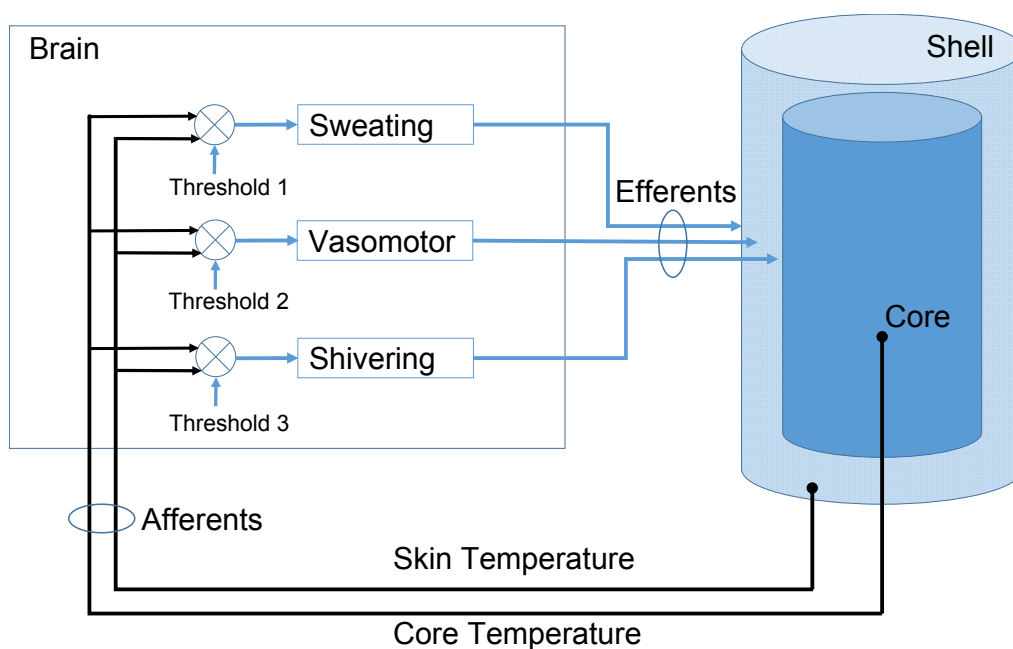 Brain
Shell
Sweating
Threshold 1
Efferents
Vasomotor
Threshold 2
Core
Shivering
Threshold 3
Afferents
Skin Temperature
Core Temperature